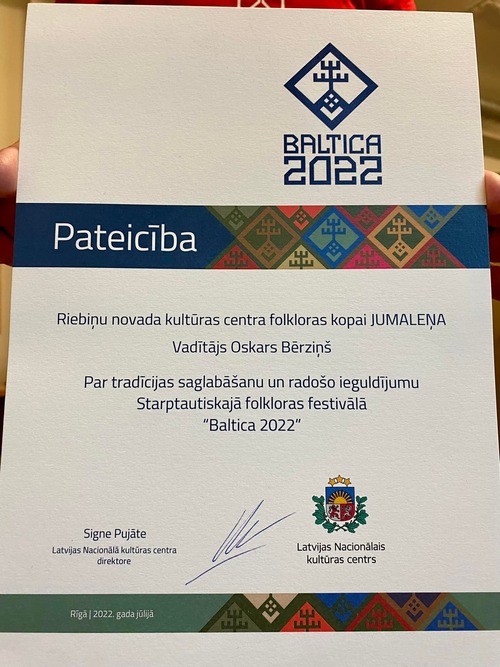 BALTICA
2022
Pateicība
Riebiņu novada kultūras centra folkloras kopai JUMALEŅA
Vadītājs Oskars Bērziņš
Par tradīcijas saglabāšanu un radošo ieguldījumu
Starptautiskajā folkloras festivālā
“Baltica 2022”
Signe Pujāte
Latvijas Nacionālā kultūras centra
direktore
Latvijas Nacionālais
kultūras centrs
Rīgā | 2022. gada jūlijā